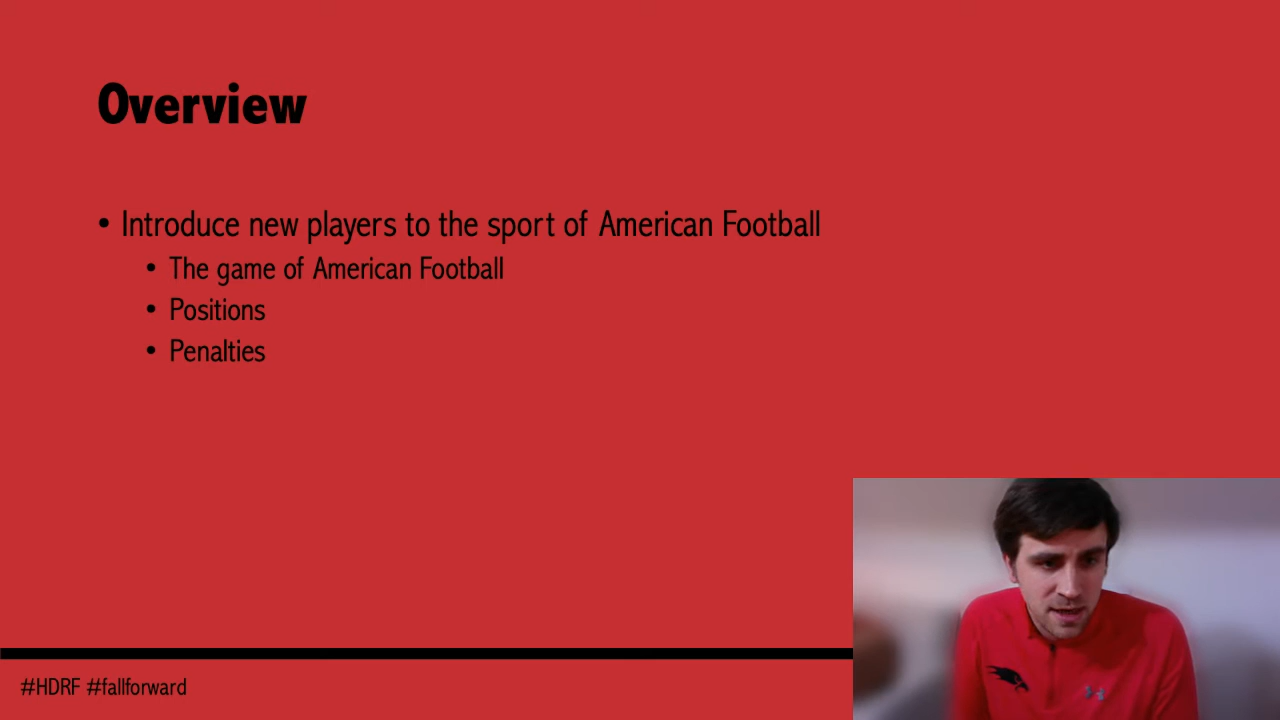 Overview
• Introduce new players to the sport of American Football
• The game of American Football
• Positions
• Penalties
#HDRF #fallforward